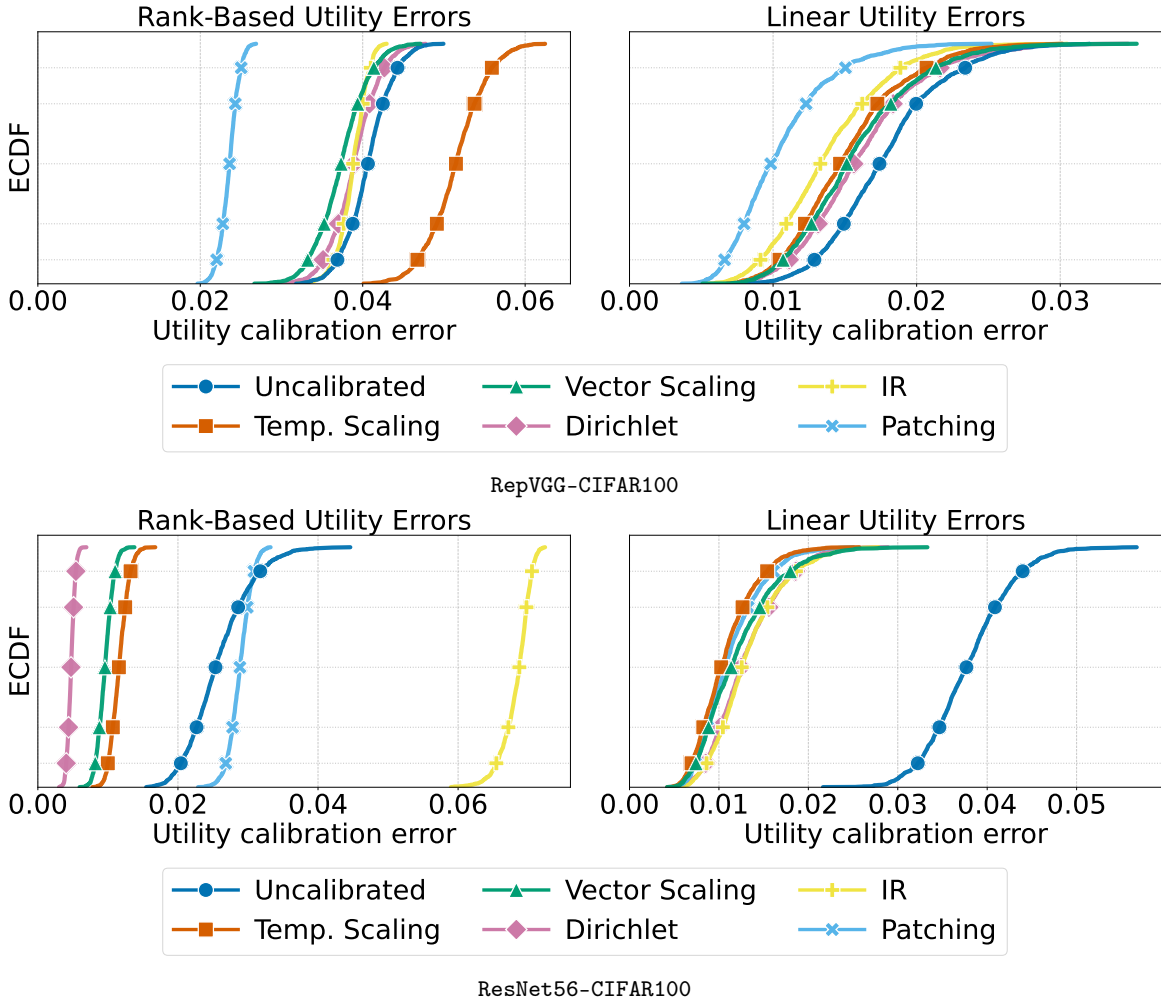 Rank-Based Utility Errors
Linear Utility Errors
ECDF
0.00 0.02 0.04 0.06
0.00 0.01 0.02 0.03
Utility calibration error
Utility calibration error
Uncalibrated Vector Scaling IR
Temp. Scaling Dirichlet Patching
RepVGG-CIFAR100
Rank-Based Utility Errors
Linear Utility Errors
ECDF
0.00 0.02 0.04 0.06
0.00 0.01 0.02 0.03 0.04 0.05
Utility calibration error
Utility calibration error
Uncalibrated Vector Scaling IR
Temp. Scaling Dirichlet Patching
ResNet56-CIFAR100